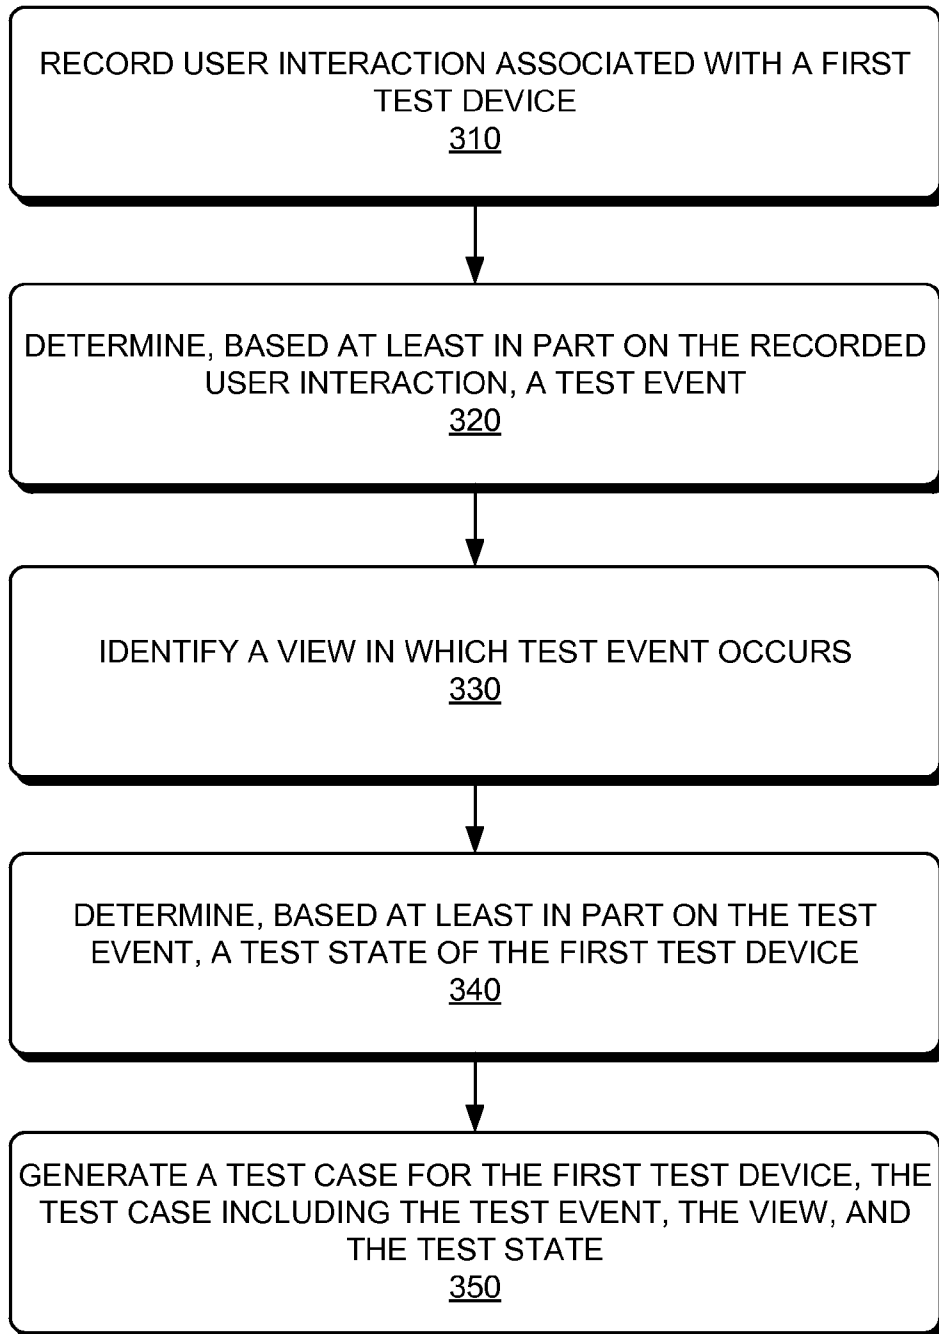 RECORD USER INTERACTION ASSOCIATED WITH A FIRST
TEST DEVICE
310
DETERMINE, BASED AT LEAST IN PART ON THE RECORDED
USER INTERACTION, A TEST EVENT
320
IDENTIFY A VIEW IN WHICH TEST EVENT OCCURS
330
DETERMINE, BASED AT LEAST IN PART ON THE TEST
EVENT, A TEST STATE OF THE FIRST TEST DEVICE
340
GENERATE A TEST CASE FOR THE FIRST TEST DEVICE, THE
TEST CASE INCLUDING THE TEST EVENT, THE VIEW, AND
THE TEST STATE
350